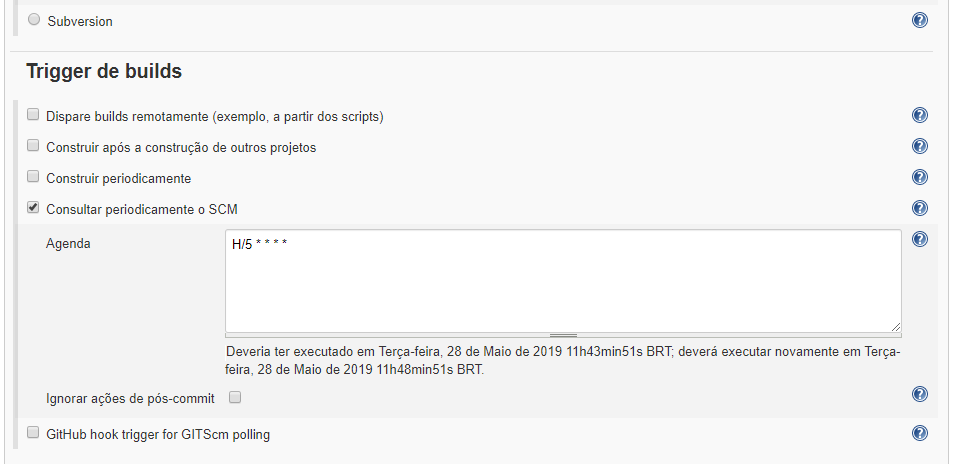 Subversion
Trigger de builds
Dispare builds remotamente (exemplo, a partir dos scripts)
Construir após a construção de outros projetos
Construir periodicamente
Consultar periodicamente o SCM
Agenda
H/5 * * * *
Deveria ter executado em Terça-feira, 28 de Maio de 2019 11h43min51s BRT; deverá executar novamente em Terça-
feira, 28 de Maio de 2019 11h48min51s BRT.
Ignorar ações de pós-commit
GitHub hook trigger for GITScm polling